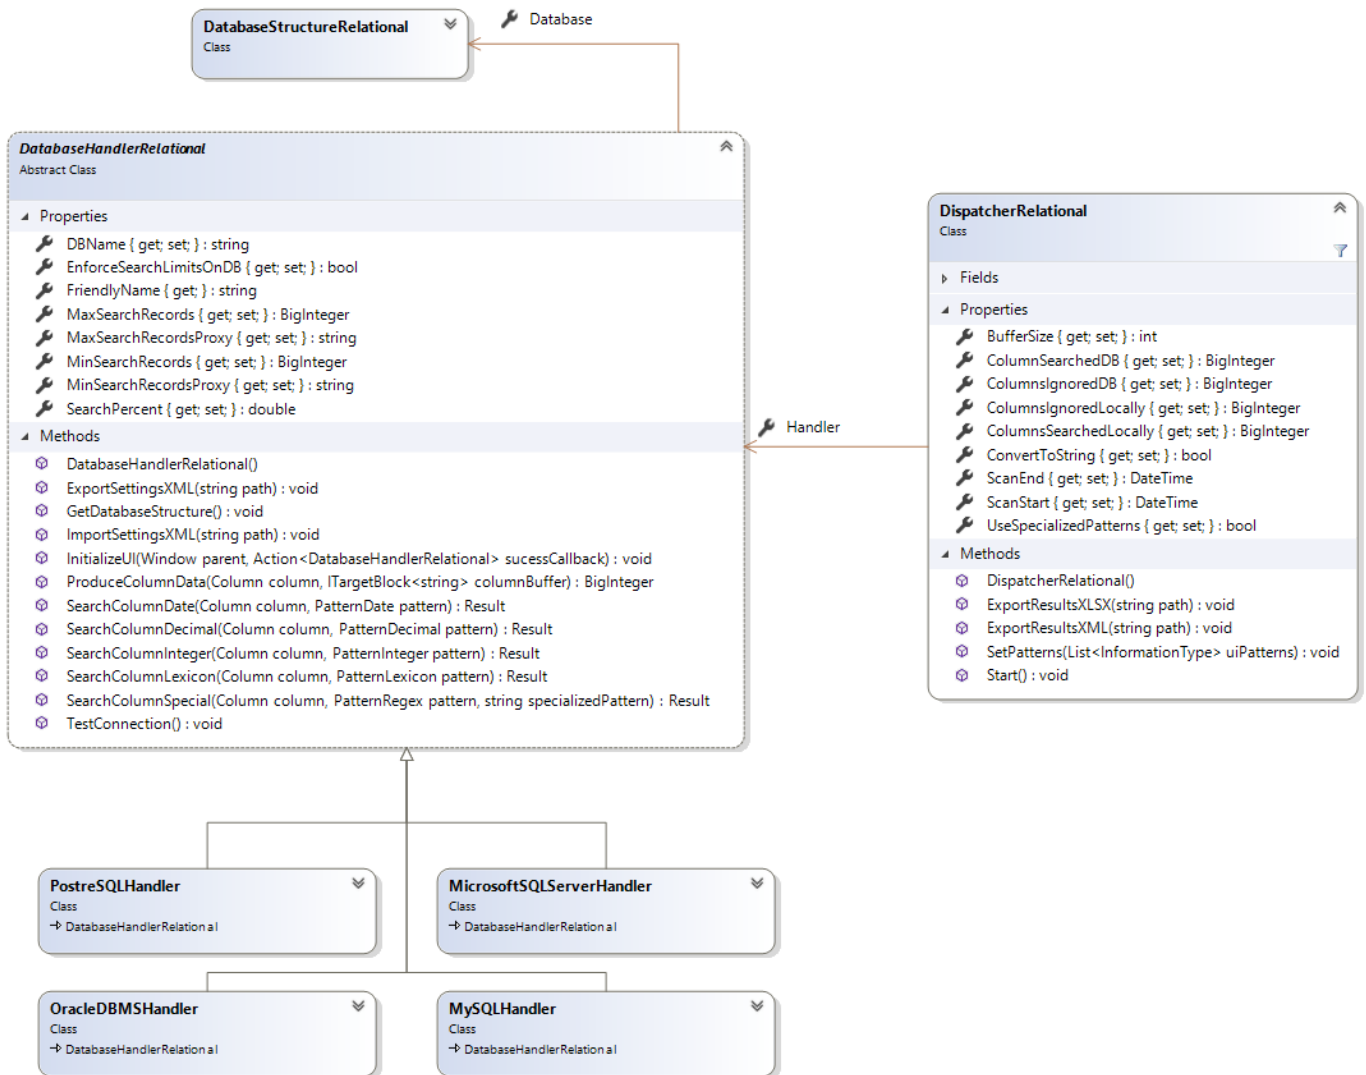 DatabaseStructureRelational
Class
Database
DatabaseHandlerRelational
Abstract Class
Properties
DBName { get; set; } : string
EnforceSearchLimitsOnDB { get; set; } : bool
FriendlyName { get; } : string
MaxSearchRecords { get; set; } : BigInteger
MaxSearchRecordsProxy { get; set; } : string
MinSearchRecords { get; set; } : BigInteger
MinSearchRecordsProxy { get; set; } : string
SearchPercent { get; set; } : double
Methods
DatabaseHandlerRelational()
ExportSettingsXML(string path) : void
GetDatabaseStructure() : void
ImportSettingsXML(string path) : void
InitializeUI(Window parent, Action<DatabaseHandlerRelational> sucessCallback) : void
ProduceColumnData(Column column, ITargetBlock<string> columnBuffer) : BigInteger
SearchColumnDate(Column column, PatternDate pattern) : Result
SearchColumnDecimal(Column column, PatternDecimal pattern) : Result
SearchColumnInteger(Column column, PatternInteger pattern) : Result
SearchColumnLexicon(Column column, PatternLexicon pattern) : Result
SearchColumnSpecial(Column column, PatternRegex pattern, string specializedPattern) : Result
TestConnection() : void
Handler
DispatcherRelational
Class
Fields
Properties
BufferSize { get; set; } : int
ColumnSearchedDB { get; set; } : BigInteger
ColumnsIgnoredDB { get; set; } : BigInteger
ColumnsIgnoredLocally { get; set; } : BigInteger
ColumnsSearchedLocally { get; set; } : BigInteger
ConvertToString { get; set; } : bool
ScanEnd { get; set; } : DateTime
ScanStart { get; set; } : DateTime
UseSpecializedPatterns { get; set; } : bool
Methods
DispatcherRelational()
ExportResultsXLSX(string path) : void
ExportResultsXML(string path) : void
SetPatterns(List<InformationType> uiPatterns) : void
Start() : void
PostreSQLHandler
Class
DatabaseHandlerRelational
MicrosoftSQLServerHandler
Class
DatabaseHandlerRelational
OracleDBMSHandler
Class
DatabaseHandlerRelational
MySQLHandler
Class
DatabaseHandlerRelational